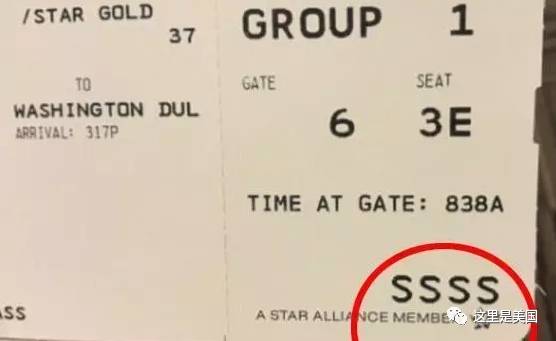 /STAR GOLD
37
TO
WASHINGTON DUL
ARRIVAL: 317P
ASS
GROUP 1
GATE SEAT
6 3E
TIME AT GATE: 838A
SSSS
A STAR ALLIANCE MEMBER
这里是美国